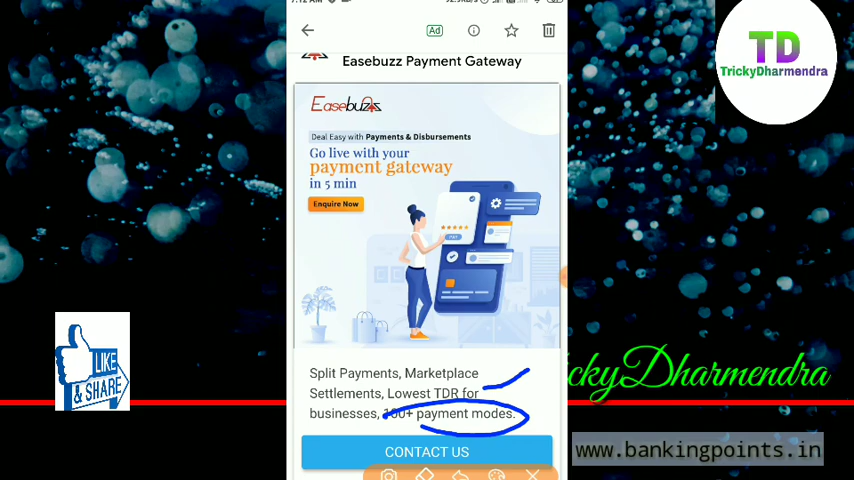 Ad
Easebuzz Payment Gateway
Easebuzz
Deal Easy with Payments & Disbursements
Go live with your
payment gateway
in 5 min
Enquire Now
Split Payments, Marketplace
Settlements, Lowest TDR for
businesses, 100+ payment modes.
CONTACT US
TD
TrickyDharmendra
LIKE
& SHARE
ckyDharmendra
www.bankingpoints.in